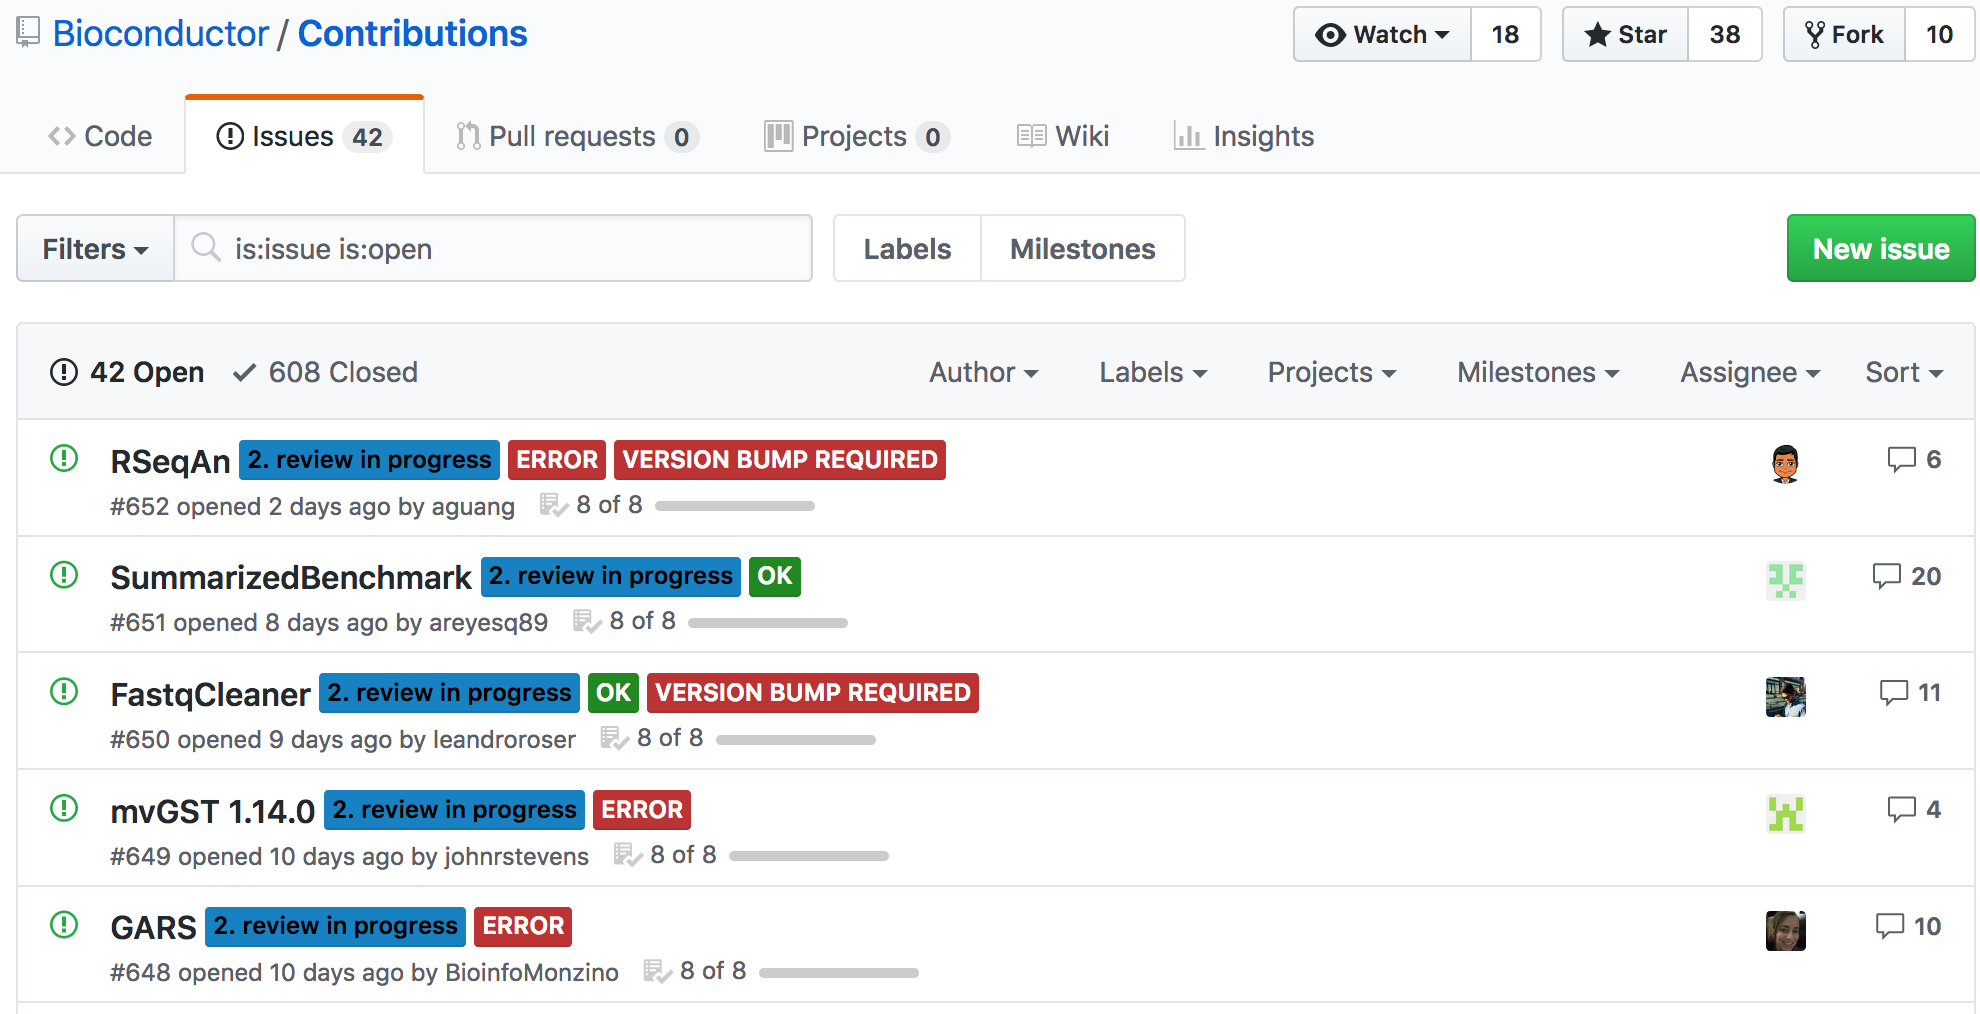 Bioconductor / Contributions Watch 18 Star 38 Fork 10
Code Issues 42 Pull requests 0 Projects 0 Wiki Insights
Filters is:issue is:open Labels Milestones New issue
42 Open 608 Closed Author Labels Projects Milestones Assignee Sort
RSeqAn 2. review in progress ERROR VERSION BUMP REQUIRED 6
#652 opened 2 days ago by aguang 8 of 8
SummarizedBenchmark 2. review in progress OK 20
#651 opened 8 days ago by areyesq89 8 of 8
FastqCleaner 2. review in progress OK VERSION BUMP REQUIRED 11
#650 opened 9 days ago by leandroroser 8 of 8
mvGST 1.14.0 2. review in progress ERROR 4
#649 opened 10 days ago by johnrstevens 8 of 8
GARS 2. review in progress ERROR 10
#648 opened 10 days ago by BioinfoMonzino 8 of 8